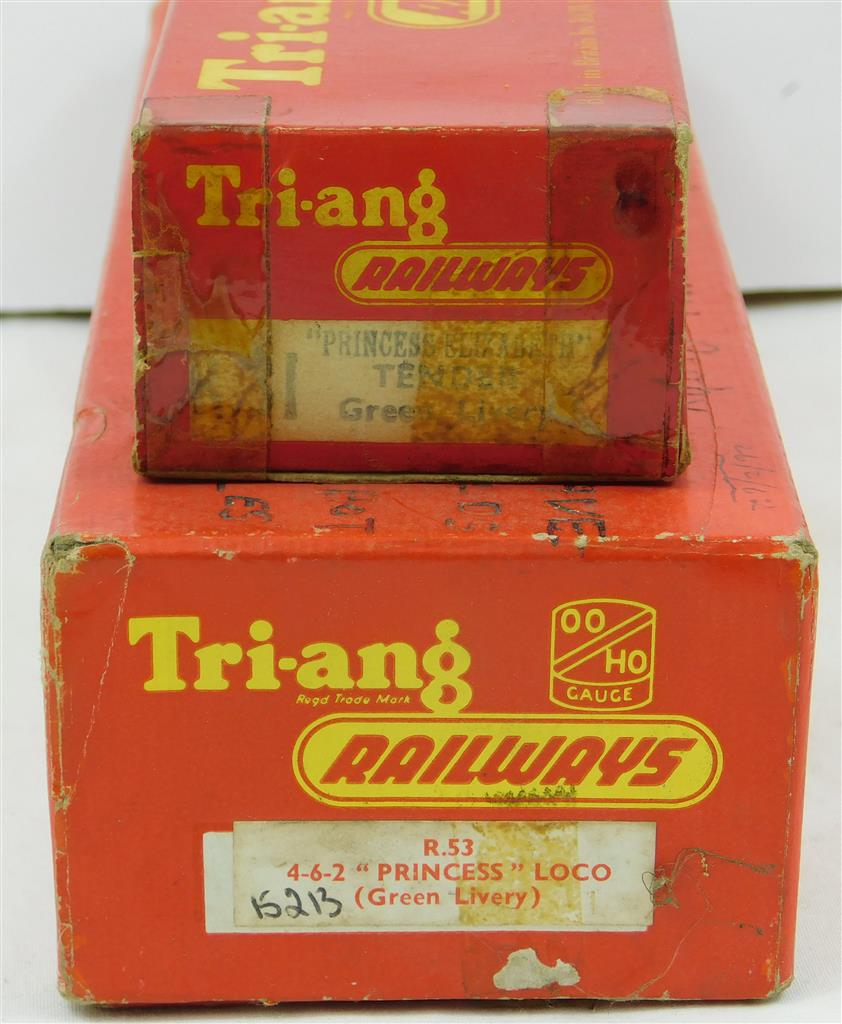 Tri-ang
Tri-ang
RAILWAYS
"PRINCESS ELIZABETH"
TENDER
Green Livery
Tri-ang
Regd Trade Mark
OO
HO
GAUGE
RAILWAYS
R.53
4-6-2 "PRINCESS" LOCO
(Green Livery)